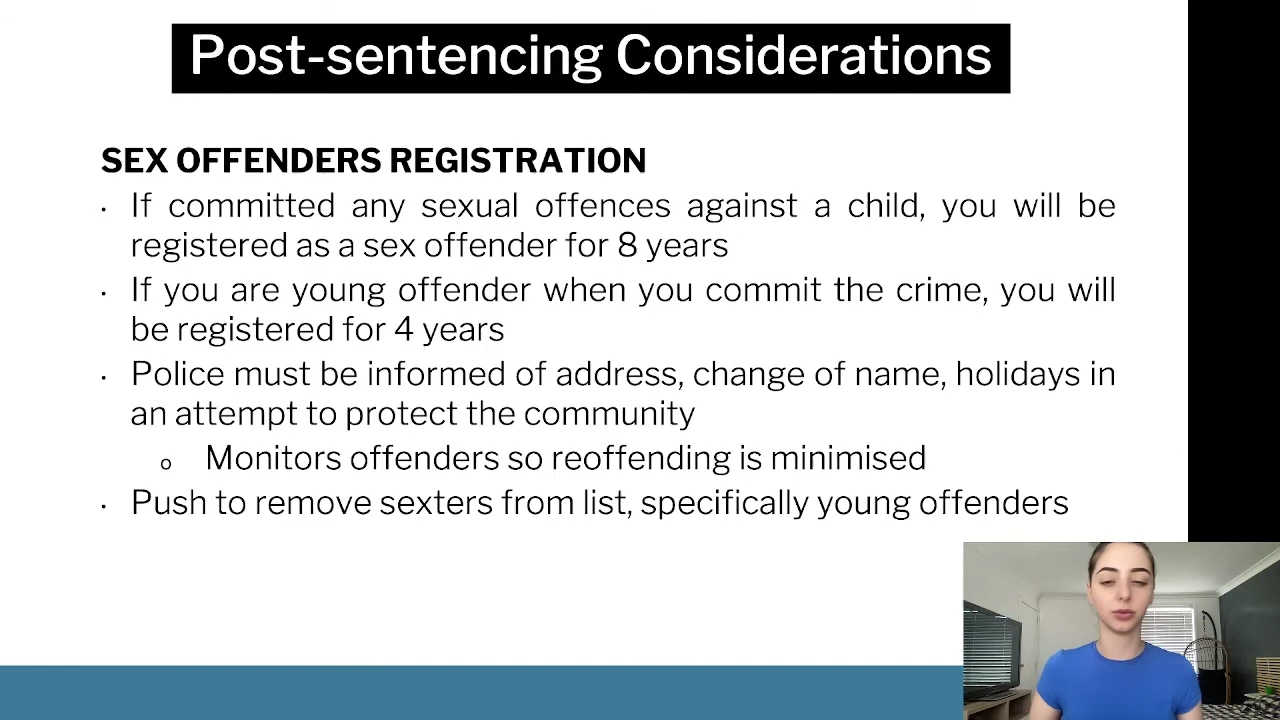 Post-sentencing Considerations
SEX OFFENDERS REGISTRATION
· If committed any sexual offences against a child, you will be
registered as a sex offender for 8 years
· If you are young offender when you commit the crime, you will
be registered for 4 years
· Police must be informed of address, change of name, holidays in
an attempt to protect the community
o Monitors offenders so reoffending is minimised
· Push to remove sexters from list, specifically young offenders